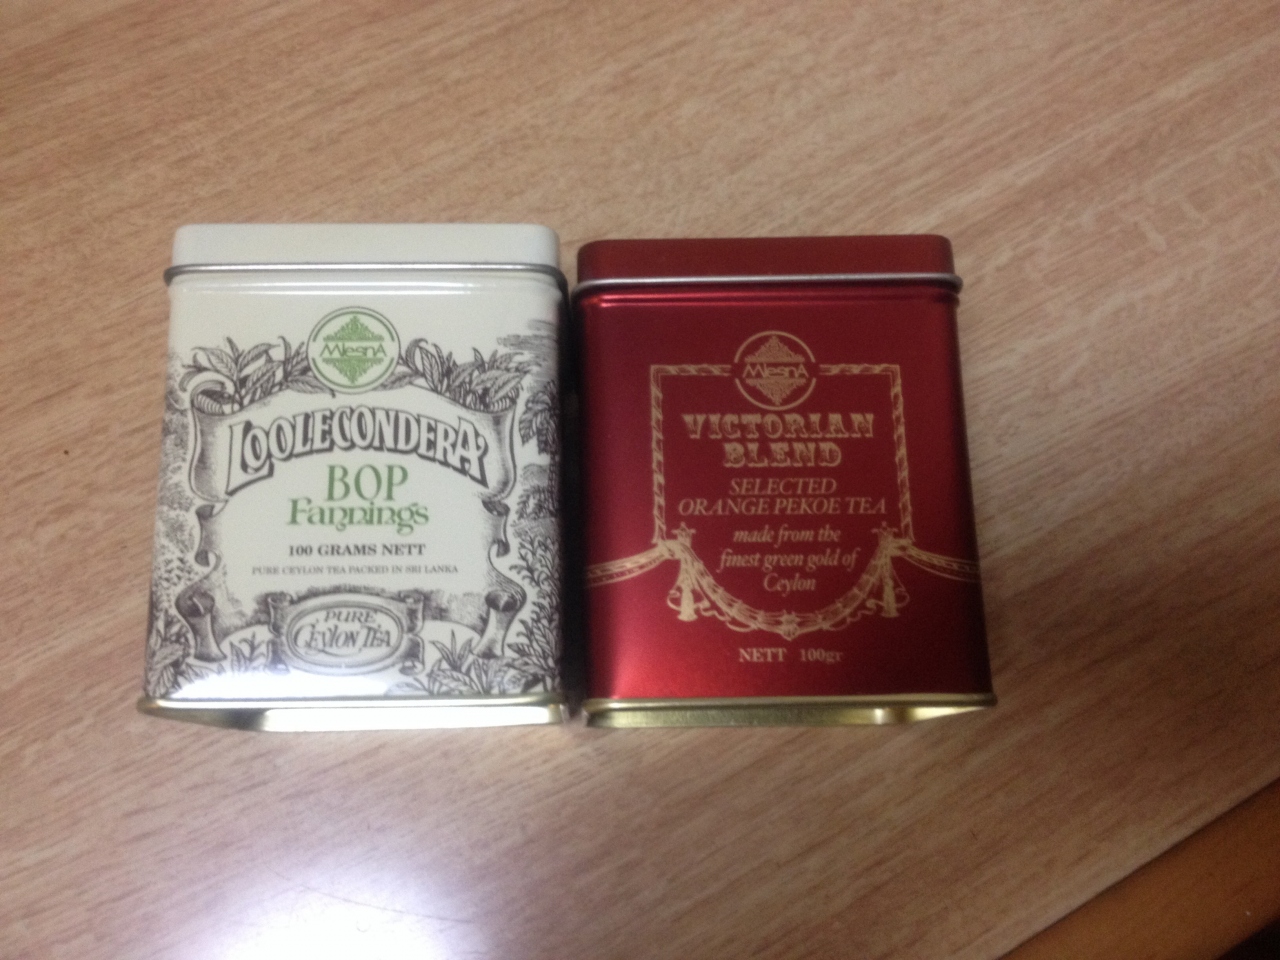 MlesnA
LOOLECONDERA
BOP
Fannings
100 GRAMS NETT
PURE CEYLON TEA PACKED IN SRI LANKA
PURE
CEYLON TEA
MlesnA
VICTORIAN
BLEND
SELECTED
ORANGE PEKOE TEA
made from the
finest green gold of
Ceylon
NETT 100gr